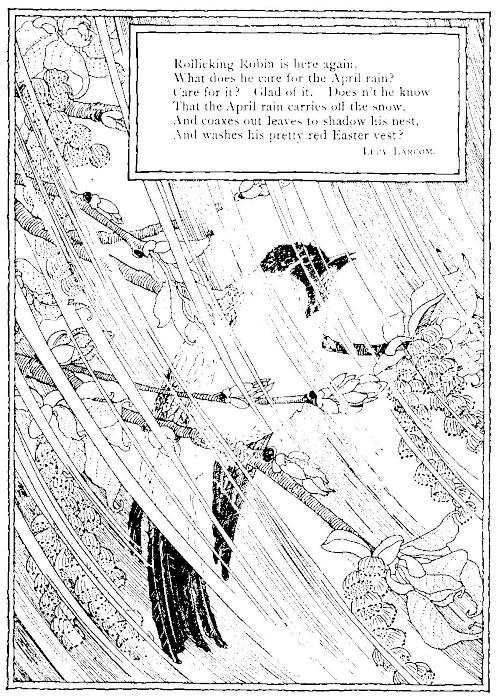 Rollicking Robin is here again.
What does he care for the April rain?
Care for it? Glad of it. Does n't he know
That the April rain carries off the snow,
And coaxes out leaves to shadow his nest,
And washes his pretty red Easter vest?
LUCY LARCOM.